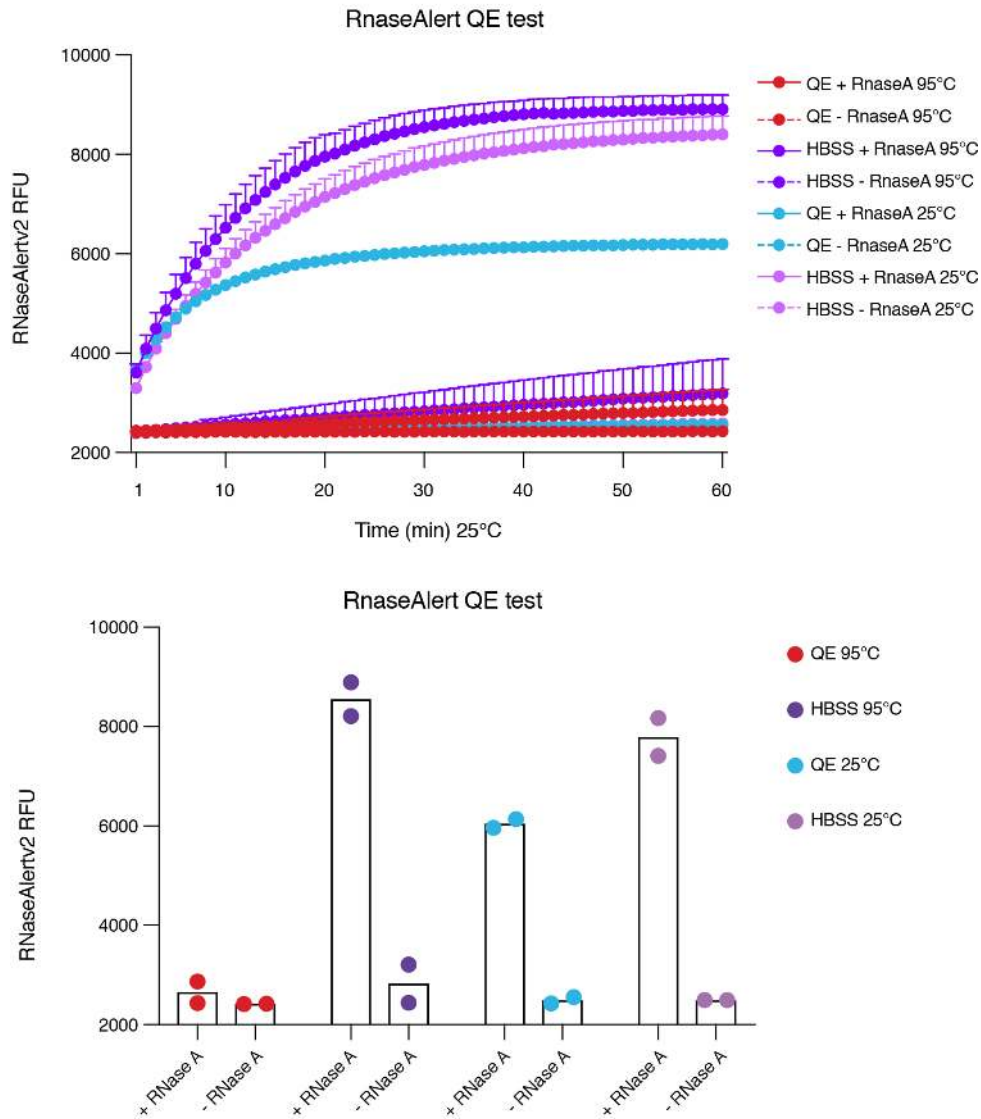 RnaseAlert QE test
10000
8000
6000
4000
2000
RNaseAlertv2 RFU
1
10
20
30
40
50
60
Time (min) 25°C
QE + RnaseA 95°C
QE - RnaseA 95°C
HBSS + RnaseA 95°C
HBSS - RnaseA 95°C
QE + RnaseA 25°C
QE - RnaseA 25°C
HBSS + RnaseA 25°C
HBSS - RnaseA 25°C
RnaseAlert QE test
10000
8000
6000
4000
2000
RNaseAlertv2 RFU
+ RNase A
- RNase A
+ RNase A
- RNase A
+ RNase A
- RNase A
+ RNase A
- RNase A
QE 95°C
HBSS 95°C
QE 25°C
HBSS 25°C